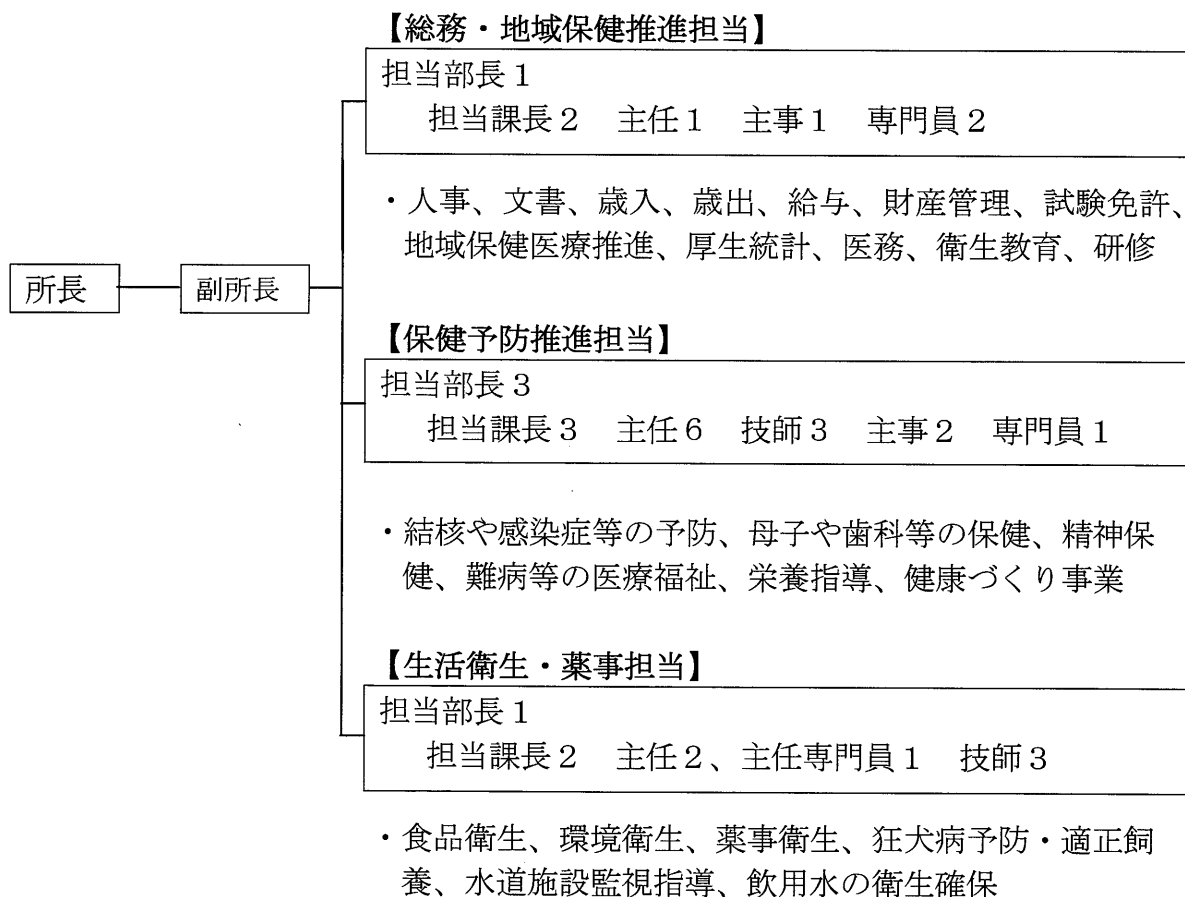 【総務・地域保健推進担当】
担当部長１
担当課長２　主任１　主事１　専門員２
・人事、文書、歳入、歳出、給与、財産管理、試験免許、
地域保健医療推進、厚生統計、医務、衛生教育、研修
所長
副所長
【保健予防推進担当】
担当部長３
担当課長３　主任６　技師３　主事２　専門員１
・結核や感染症等の予防、母子や歯科等の保健、精神保
健、難病等の医療福祉、栄養指導、健康づくり事業
【生活衛生・薬事担当】
担当部長１
担当課長２　主任２、主任専門員１　技師３
・食品衛生、環境衛生、薬事衛生、狂犬病予防・適正飼
養、水道施設監視指導、飲用水の衛生確保